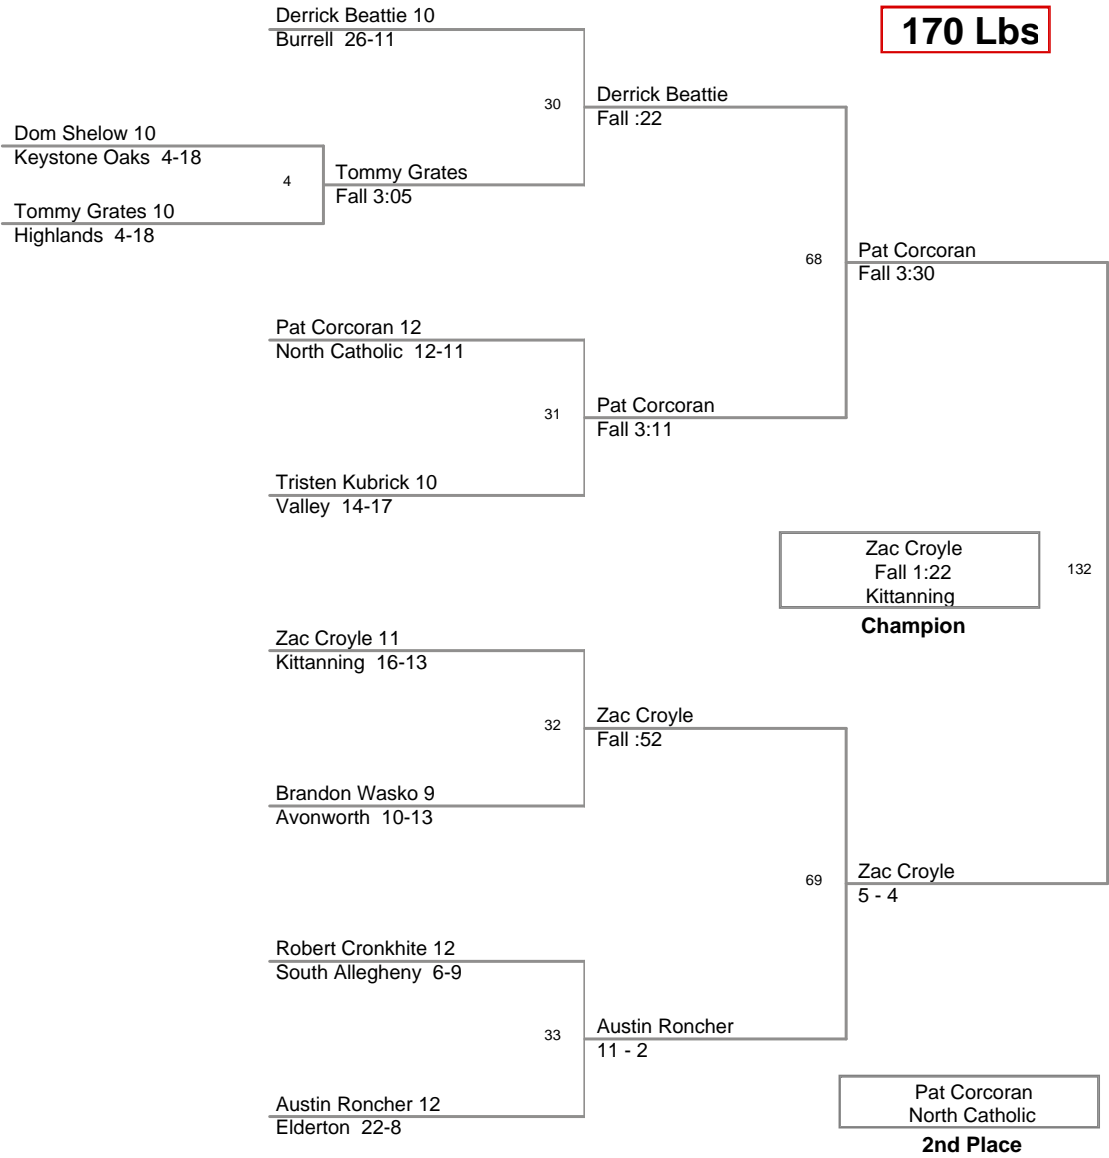 170 Lbs
Derrick Beattie 10
Burrell 26-11
30
Derrick Beattie
Fall :22
Dom Shelow 10
Keystone Oaks 4-18
4
Tommy Grates
Fall 3:05
Tommy Grates 10
Highlands 4-18
68
Pat Corcoran
Fall 3:30
Pat Corcoran 12
North Catholic 12-11
31
Pat Corcoran
Fall 3:11
Tristen Kubrick 10
Valley 14-17
Zac Croyle
Fall 1:22
Kittanning
132
Champion
Zac Croyle 11
Kittanning 16-13
32
Zac Croyle
Fall :52
Brandon Wasko 9
Avonworth 10-13
69
Zac Croyle
5 - 4
Robert Cronkhite 12
South Allegheny 6-9
33
Austin Roncher
11 - 2
Austin Roncher 12
Elderton 22-8
Pat Corcoran
North Catholic
2nd Place